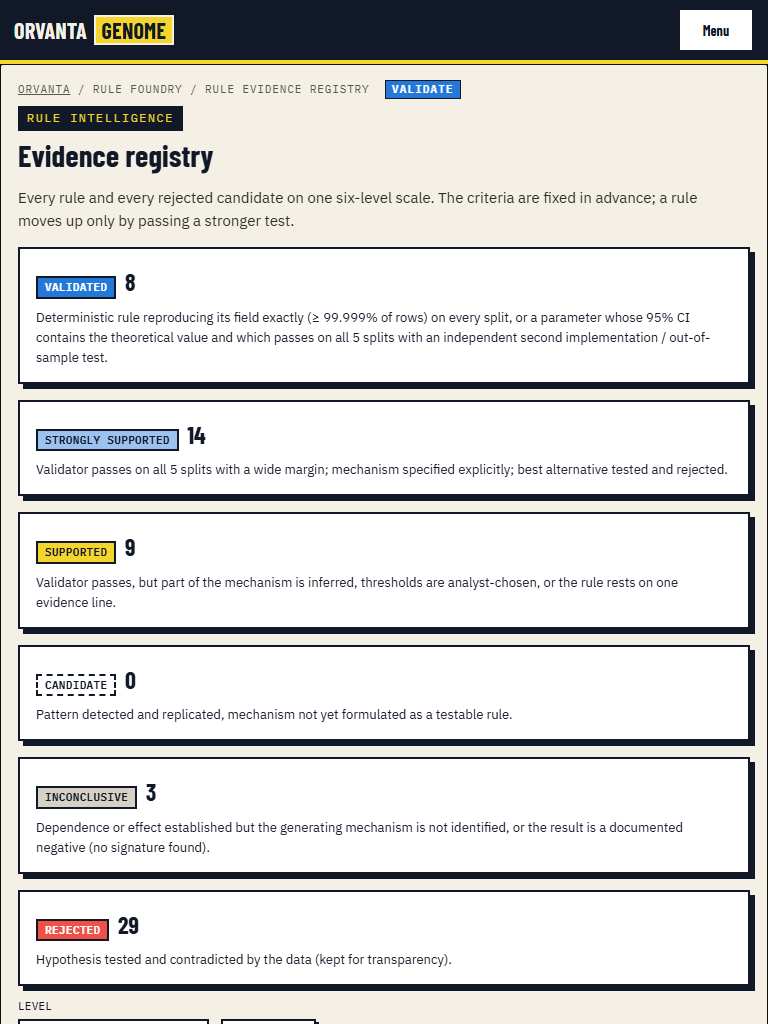 ORVANTA GENOME
Menu
ORVANTA / RULE FOUNDRY / RULE EVIDENCE REGISTRY VALIDATE
RULE INTELLIGENCE
Evidence registry
Every rule and every rejected candidate on one six-level scale. The criteria are fixed in advance; a rule
moves up only by passing a stronger test.
VALIDATED 8
Deterministic rule reproducing its field exactly (≥ 99.999% of rows) on every split, or a parameter whose 95% CI
contains the theoretical value and which passes on all 5 splits with an independent second implementation / out-of-
sample test.
STRONGLY SUPPORTED 14
Validator passes on all 5 splits with a wide margin; mechanism specified explicitly; best alternative tested and rejected.
SUPPORTED 9
Validator passes, but part of the mechanism is inferred, thresholds are analyst-chosen, or the rule rests on one
evidence line.
CANDIDATE 0
Pattern detected and replicated, mechanism not yet formulated as a testable rule.
INCONCLUSIVE 3
Dependence or effect established but the generating mechanism is not identified, or the result is a documented
negative (no signature found).
REJECTED 29
Hypothesis tested and contradicted by the data (kept for transparency).
LEVEL